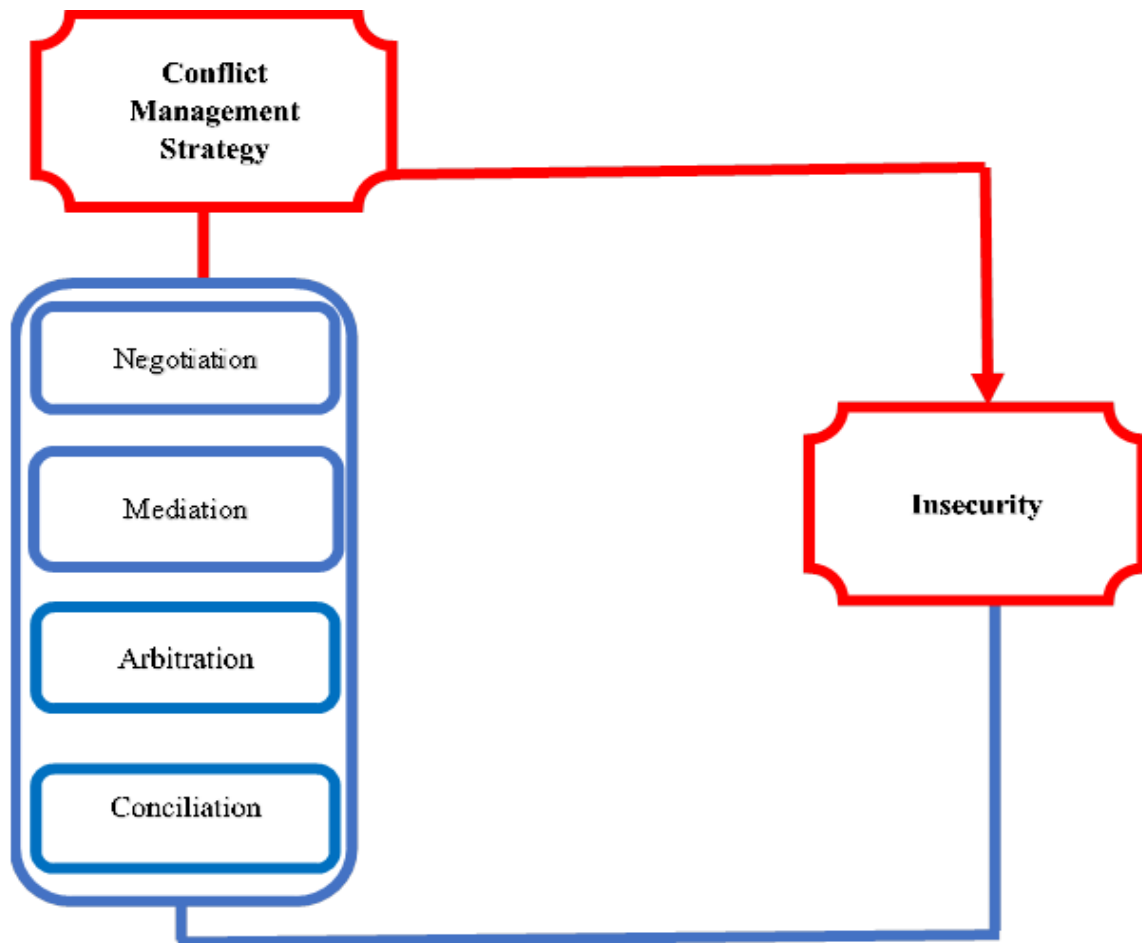 Conflict
Management
Strategy
Negotiation
Mediation
Arbitration
Conciliation
Insecurity